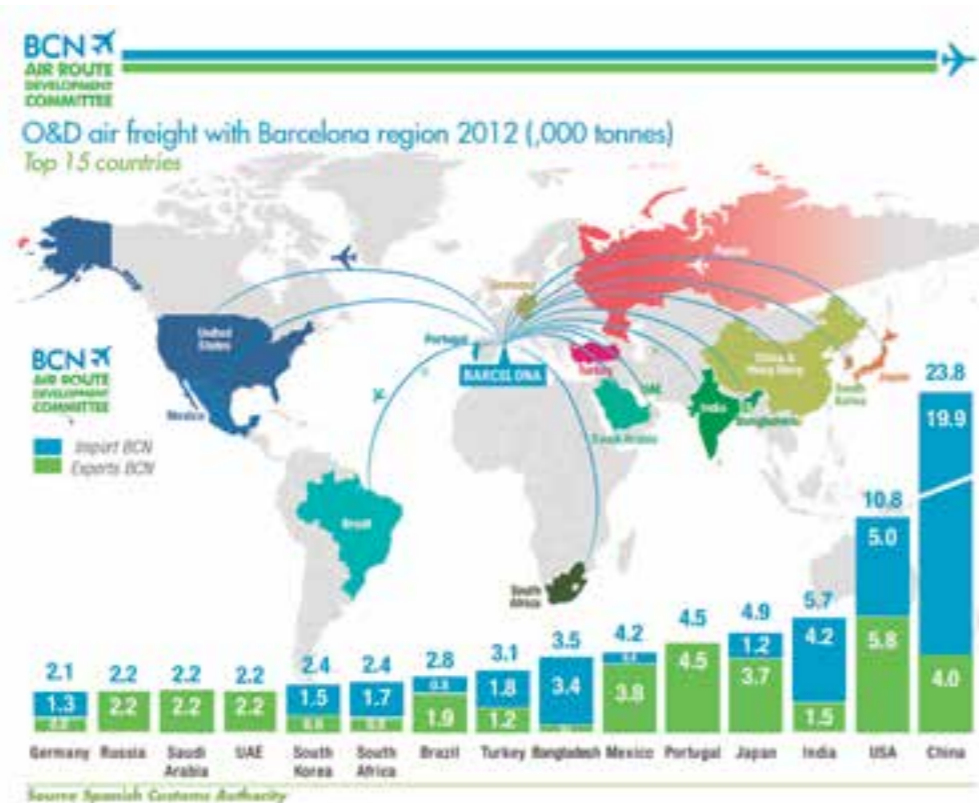 BCN
AIR ROUTE
DEVELOPMENT
COMMITTEE
O&D air freight with Barcelona region 2012 (,000 tonnes)
Top 15 countries
Russia
Germany
United
States
Portugal
BARCELONA
Turkey
China &
Hong Kong
South
Korea
Japan
UAE
India
Bangladesh
Saudi Arabia
Mexico
Brazil
South
Africa
BCN
AIR ROUTE
DEVELOPMENT
COMMITTEE
Import BCN
Exports BCN
2.1 2.2 2.2 2.2 2.4 2.4 2.8 3.1 3.5 4.2 4.5 4.9 5.7 10.8 23.8
1.3 1.5 1.7 1.8 3.4 1.2 4.2 5.0 19.9
2.2 2.2 2.2 1.9 1.2 3.8 4.5 3.7 1.5 5.8 4.0
Germany Russia Saudi Arabia UAE South Korea South Africa Brazil Turkey Bangladesh Mexico Portugal Japan India USA China
Source Spanish Customs Authority